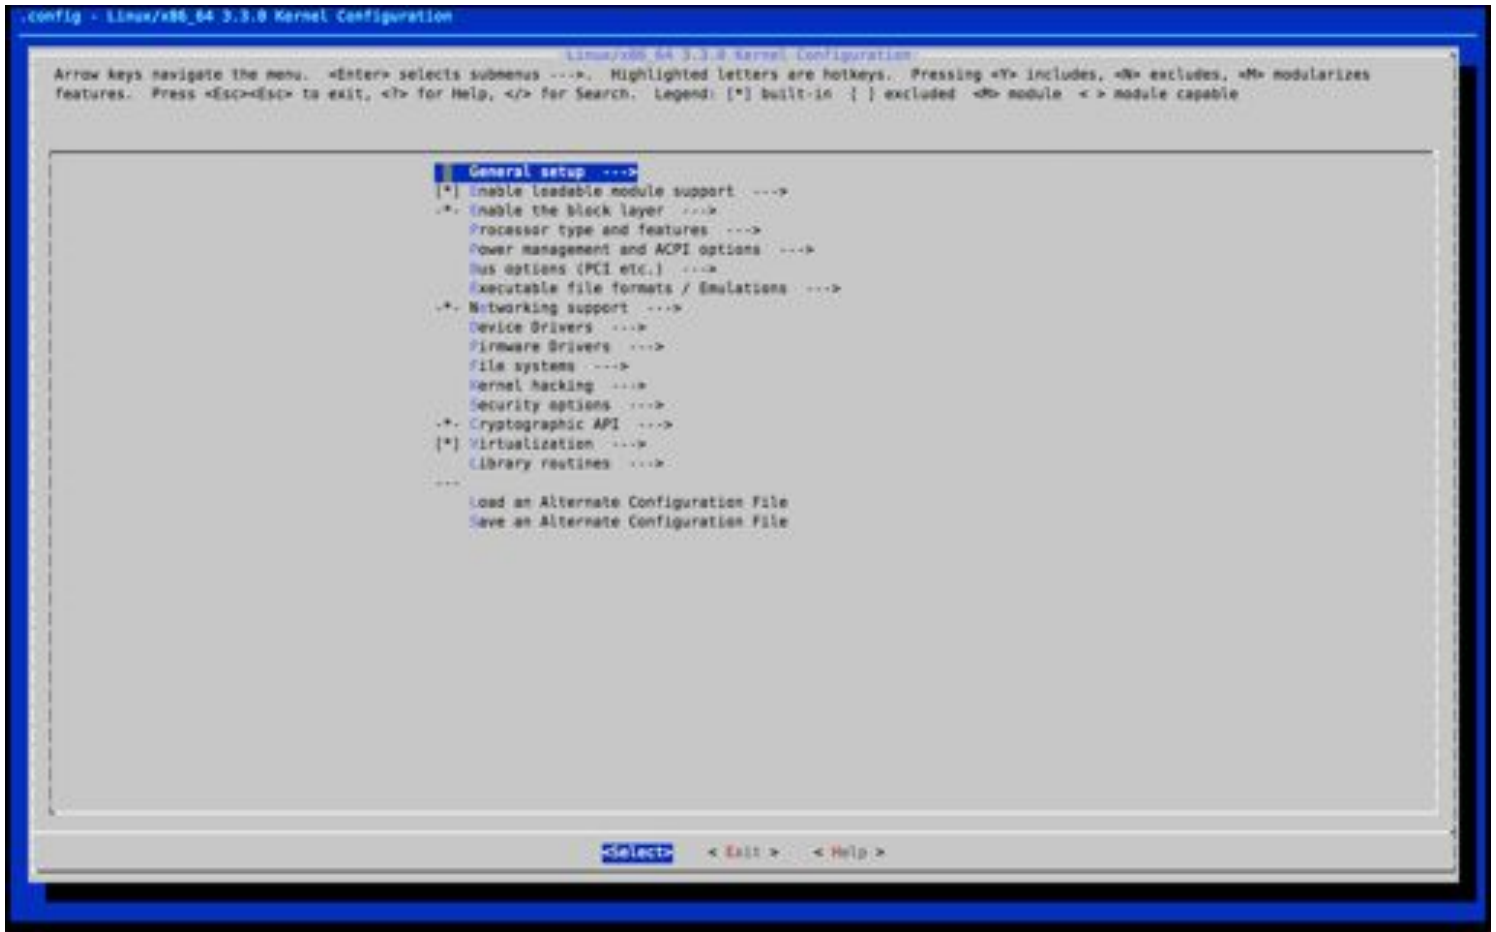 .config - Linux/x86_64 3.3.0 Kernel Configuration
Linux/x86_64 3.3.0 Kernel Configuration
Arrow keys navigate the menu.  <Enter> selects submenus --->.  Highlighted letters are hotkeys.  Pressing <Y> includes, <N> excludes, <M> modularizes
features.  Press <Esc><Esc> to exit, <?> for Help, </> for Search.  Legend: [*] built-in  [ ] excluded  <M> module  < > module capable
General setup  --->
[*] Enable loadable module support  --->
-*- Enable the block layer  --->
Processor type and features  --->
Power management and ACPI options  --->
Bus options (PCI etc.)  --->
Executable file formats / Emulations  --->
-*- Networking support  --->
Device Drivers  --->
Firmware Drivers  --->
File systems  --->
Kernel hacking  --->
Security options  --->
-*- Cryptographic API  --->
[*] Virtualization  --->
Library routines  --->
---
Load an Alternate Configuration File
Save an Alternate Configuration File
<Select>    < Exit >    < Help >